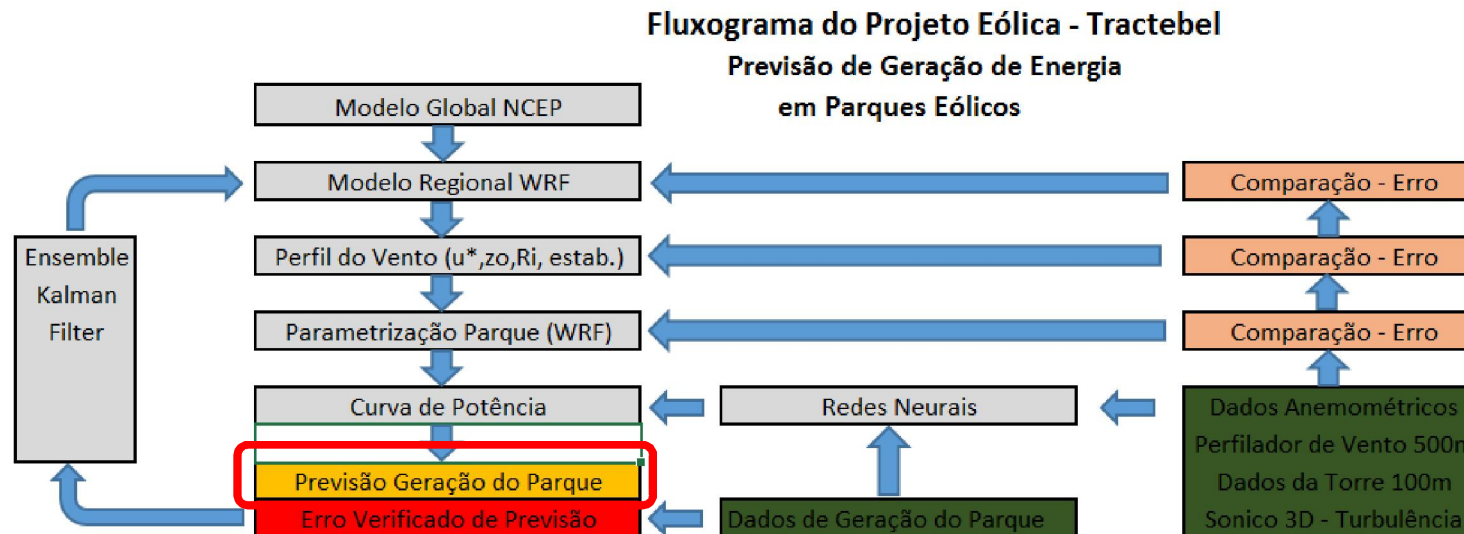 Fluxograma do Projeto Eólica - Tractebel
Previsão de Geração de Energia
em Parques Eólicos
Modelo Global NCEP
Modelo Regional WRF
Comparação - Erro
Ensemble
Kalman
Filter
Perfil do Vento (u*,zo,Ri, estab.)
Comparação - Erro
Parametrização Parque (WRF)
Comparação - Erro
Curva de Potência
Redes Neurais
Dados Anemométricos
Perfilador de Vento 500m
Dados da Torre 100m
Sonico 3D - Turbulência
Previsão Geração do Parque
Erro Verificado de Previsão
Dados de Geração do Parque